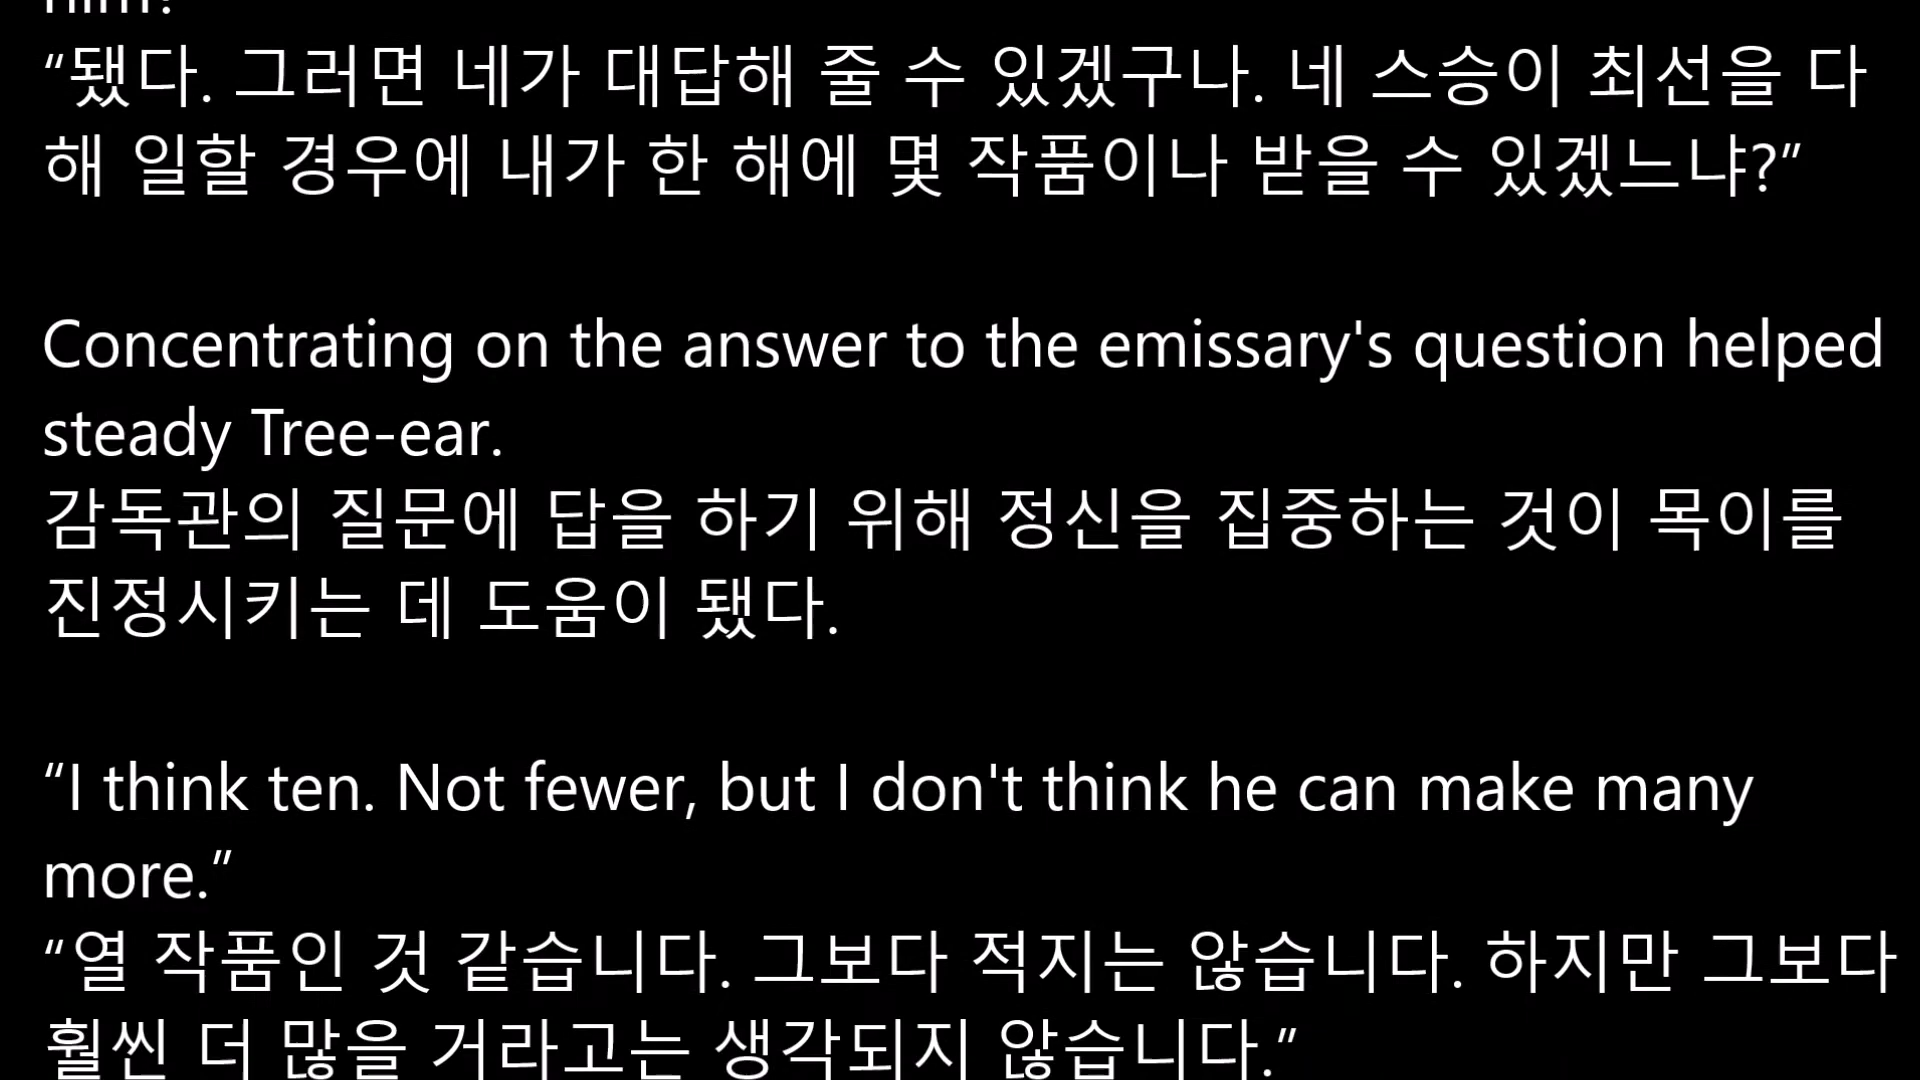 “됐다. 그러면 네가 대답해 줄 수 있겠구나. 네 스승이 최선을 다
해 일할 경우에 내가 한 해에 몇 작품이나 받을 수 있겠느냐?”
Concentrating on the answer to the emissary's question helped
steady Tree-ear.
감독관의 질문에 답을 하기 위해 정신을 집중하는 것이 목이를
진정시키는 데 도움이 됐다.
“I think ten. Not fewer, but I don't think he can make many
more.”
“열 작품인 것 같습니다. 그보다 적지는 않습니다. 하지만 그보다
훨씬 더 많을 거라고는 생각되지 않습니다.”